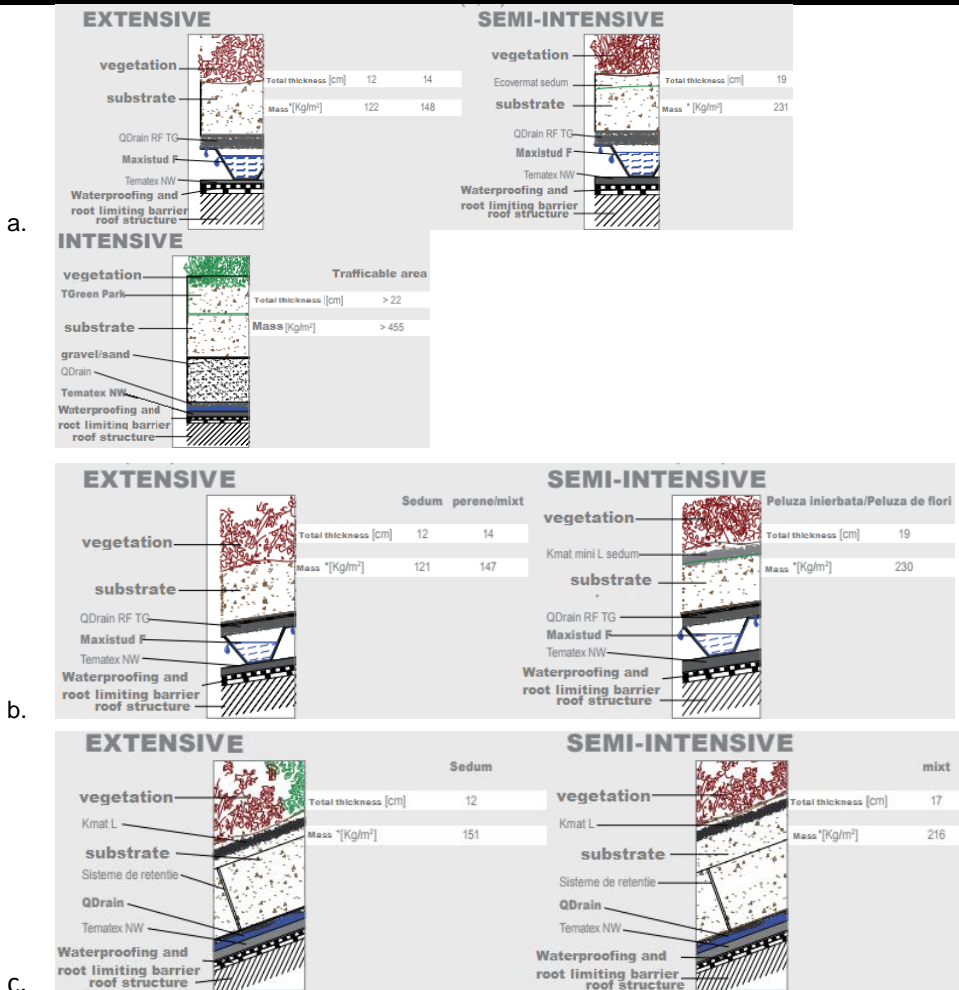 EXTENSIVE
vegetation
substrate
QDrain RF TG
Maxistud F
Tematex NW
Waterproofing and
root limiting barrier
roof structure
Total thickness [cm] 12 14
Mass*[Kg/m²] 122 148
SEMI-INTENSIVE
vegetation
Ecovermat sedum
substrate
QDrain RF TG
Maxistud F
Tematex NW
Waterproofing and
root limiting barrier
roof structure
Total thickness [cm] 19
Mass * [Kg/m²] 231
a.
INTENSIVE
vegetation
TGreen Park
substrate
gravel/sand
QDrain
Tematex NW
Waterproofing and
root limiting barrier
roof structure
Trafficable area
Total thickness [cm] > 22
Mass [Kg/m²] > 455
EXTENSIVE
vegetation
substrate
QDrain RF TG
Maxistud F
Tematex NW
Waterproofing and
root limiting barrier
roof structure
Sedum perene/mixt
Total thickness [cm] 12 14
Mass *[Kg/m²] 121 147
SEMI-INTENSIVE
vegetation
Kmat mini L sedum
substrate
QDrain RF TG
Maxistud F
Tematex NW
Waterproofing and
root limiting barrier
roof structure
Peluza inierbata/Peluza de flori
Total thickness [cm] 19
Mass *[Kg/m²] 230
b.
EXTENSIVE
vegetation
Kmat L
substrate
Sisteme de retentie
QDrain
Tematex NW
Waterproofing and
root limiting barrier
roof structure
Sedum
Total thickness [cm] 12
Mass *[Kg/m²] 151
SEMI-INTENSIVE
vegetation
Kmat L
substrate
Sisteme de retentie
QDrain
Tematex NW
Waterproofing and
root limiting barrier
roof structure
mixt
Total thickness [cm] 17
Mass*[Kg/m²] 216
c.